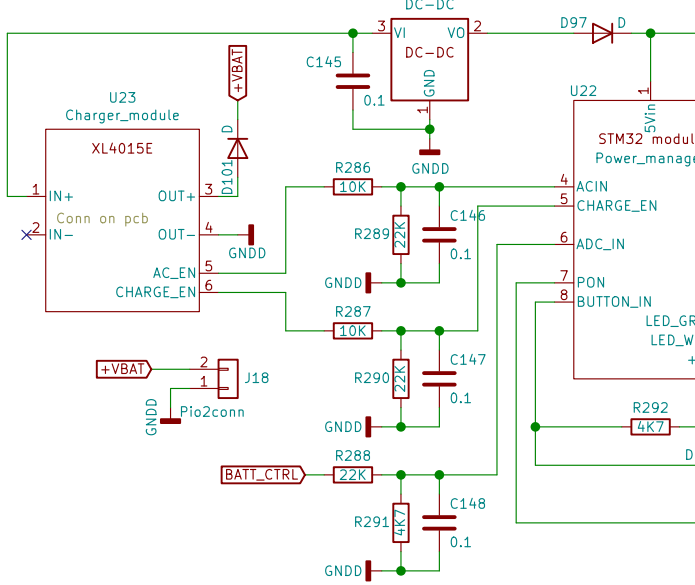 DC-DC
3
VI
VO
2
D97
D
DC-DC
C145
0.1
GND
1
GNDD
+VBAT
D101
D
U23
Charger_module
XL4015E
1
IN+
OUT+
3
Conn on pcb
2
IN-
OUT-
4
GNDD
AC_EN
5
CHARGE_EN
6
U22
1
5Vin
STM32 modul
Power_manage
R286
10K
4
ACIN
5
CHARGE_EN
R289
22K
C146
0.1
GNDD
6
ADC_IN
7
PON
8
BUTTON_IN
LED_GR
LED_W
+
R287
10K
R290
22K
C147
0.1
GNDD
+VBAT
2
1
J18
GNDD
Pio2conn
R292
4K7
D
BATT_CTRL
R288
22K
R291
4K7
C148
0.1
GNDD